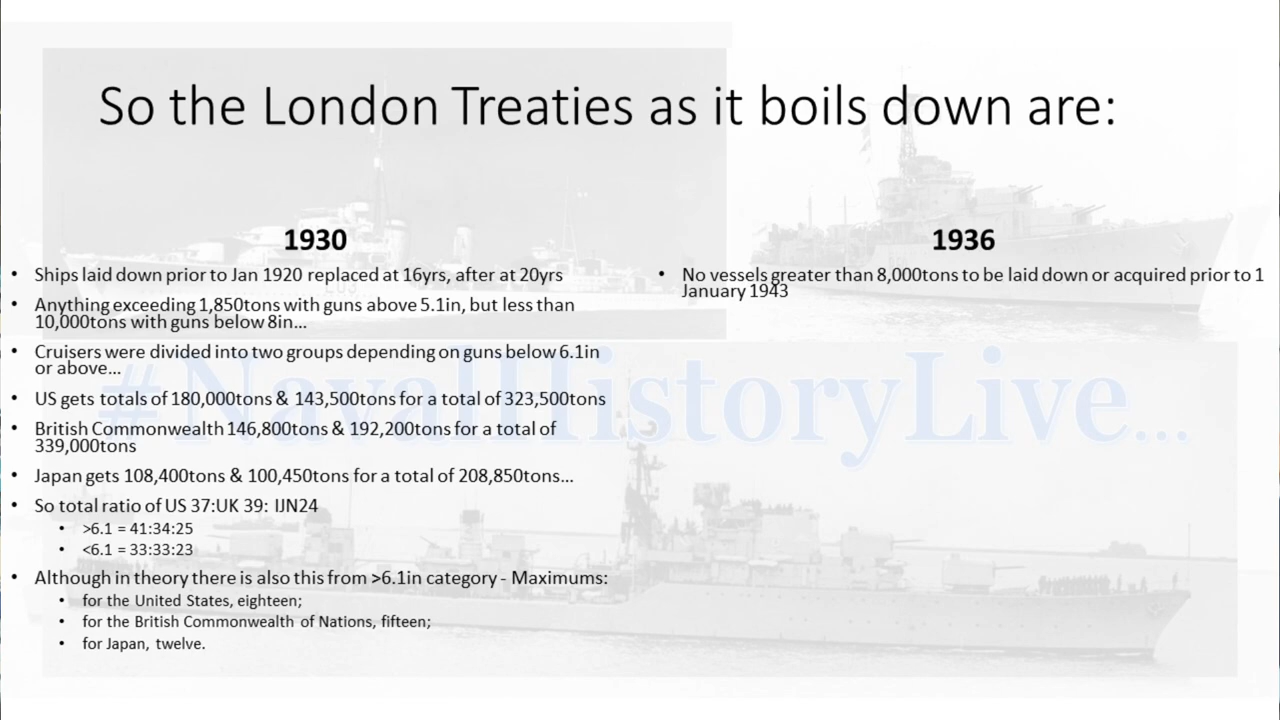 So the London Treaties as it boils down are:
1930
• Ships laid down prior to Jan 1920 replaced at 16yrs, after at 20yrs
• Anything exceeding 1,850tons with guns above 5.1in, but less than
10,000tons with guns below 8in...
• Cruisers were divided into two groups depending on guns below 6.1in
or above...
• US gets totals of 180,000tons & 143,500tons for a total of 323,500tons
• British Commonwealth 146,800tons & 192,200tons for a total of
339,000tons
• Japan gets 108,400tons & 100,450tons for a total of 208,850tons...
• So total ratio of US 37:UK 39: IJN24
• >6.1 = 41:34:25
• <6.1 = 33:33:23
• Although in theory there is also this from >6.1in category - Maximums:
• for the United States, eighteen;
• for the British Commonwealth of Nations, fifteen;
• for Japan, twelve.
1936
• No vessels greater than 8,000tons to be laid down or acquired prior to 1
January 1943
#NavalHistoryLive...